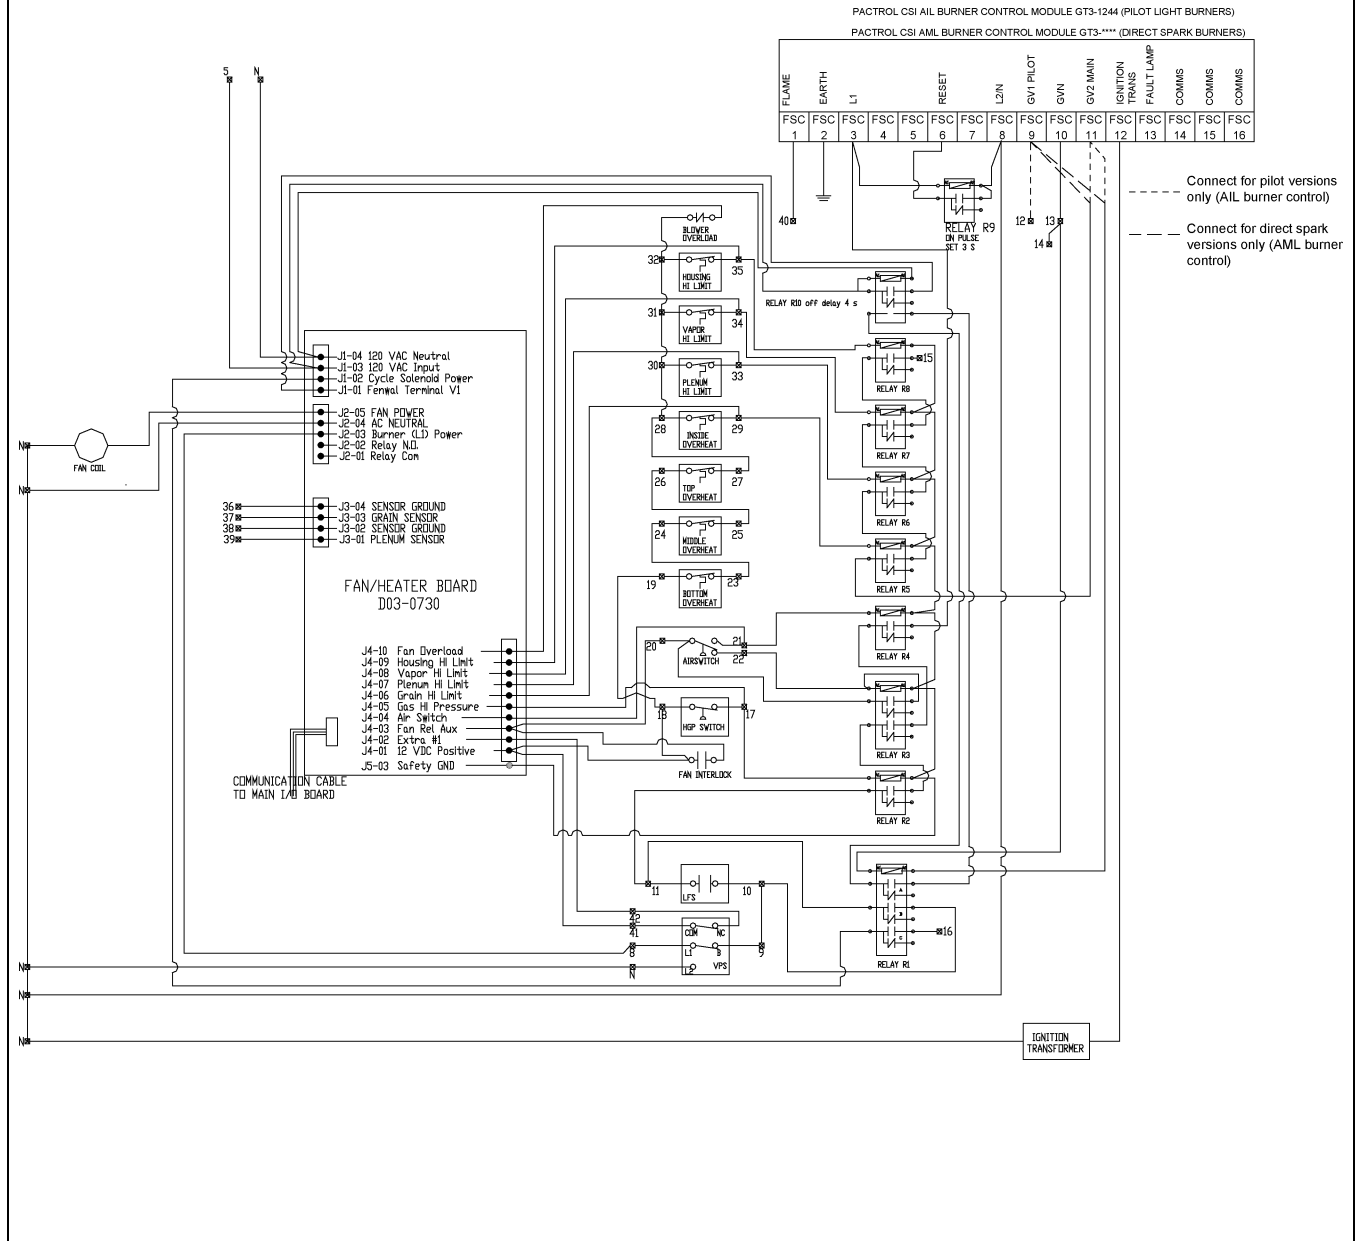 PACTROL CSI AIL BURNER CONTROL MODULE GT3-1244 (PILOT LIGHT BURNERS)
PACTROL CSI AML BURNER CONTROL MODULE GT3-**** (DIRECT SPARK BURNERS)
FLAME
EARTH
L1
RESET
L2/N
GV1 PILOT
GVN
GV2 MAIN
IGNITION TRANS
FAULT LAMP
COMMS
COMMS
COMMS
FSC FSC FSC FSC FSC FSC FSC FSC FSC FSC FSC FSC FSC FSC FSC FSC
1 2 3 4 5 6 7 8 9 10 11 12 13 14 15 16
5 N
Connect for pilot versions
only (AIL burner control)
Connect for direct spark
versions only (AML burner
control)
40
12
13
14
RELAY R9
ON PULSE
SET 3 S
BLOWER
OVERLOAD
32
35
HOUSING
HI LIMIT
RELAY R10 off delay 4 s
31
34
VAPOR
HI LIMIT
30
33
PLENUM
HI LIMIT
15
RELAY R8
28
29
INSIDE
OVERHEAT
RELAY R7
26
27
TOP
OVERHEAT
RELAY R6
24
25
MIDDLE
OVERHEAT
19
23
BOTTOM
OVERHEAT
RELAY R5
J1-04 120 VAC Neutral
J1-03 120 VAC Input
J1-02 Cycle Solenoid Power
J1-01 Fenwal Terminal V1
J2-05 FAN POWER
J2-04 AC NEUTRAL
J2-03 Burner (L1) Power
J2-02 Relay N.O.
J2-01 Relay Com
N
FAN COIL
N
36
37
38
39
J3-04 SENSOR GROUND
J3-03 GRAIN SENSOR
J3-02 SENSOR GROUND
J3-01 PLENUM SENSOR
FAN/HEATER BOARD
D03-0730
J4-10 Fan Overload
J4-09 Housing HI Limit
J4-08 Vapor Hi Limit
J4-07 Plenum Hi Limit
J4-06 Grain Hi Limit
J4-05 Gas HI Pressure
J4-04 Air Switch
J4-03 Fan Rel Aux
J4-02 Extra #1
J4-01 12 VDC Positive
J5-03 Safety GND
COMMUNICATION CABLE
TO MAIN I/O BOARD
20
21
22
AIRSWITCH
RELAY R4
18
17
HGP SWITCH
FAN INTERLOCK
RELAY R3
RELAY R2
11
10
LFS
42
41
COM
NC
8
L1
B
9
N
L2
VPS
A
B
C
16
RELAY R1
N
N
N
IGNITION
TRANSFORMER